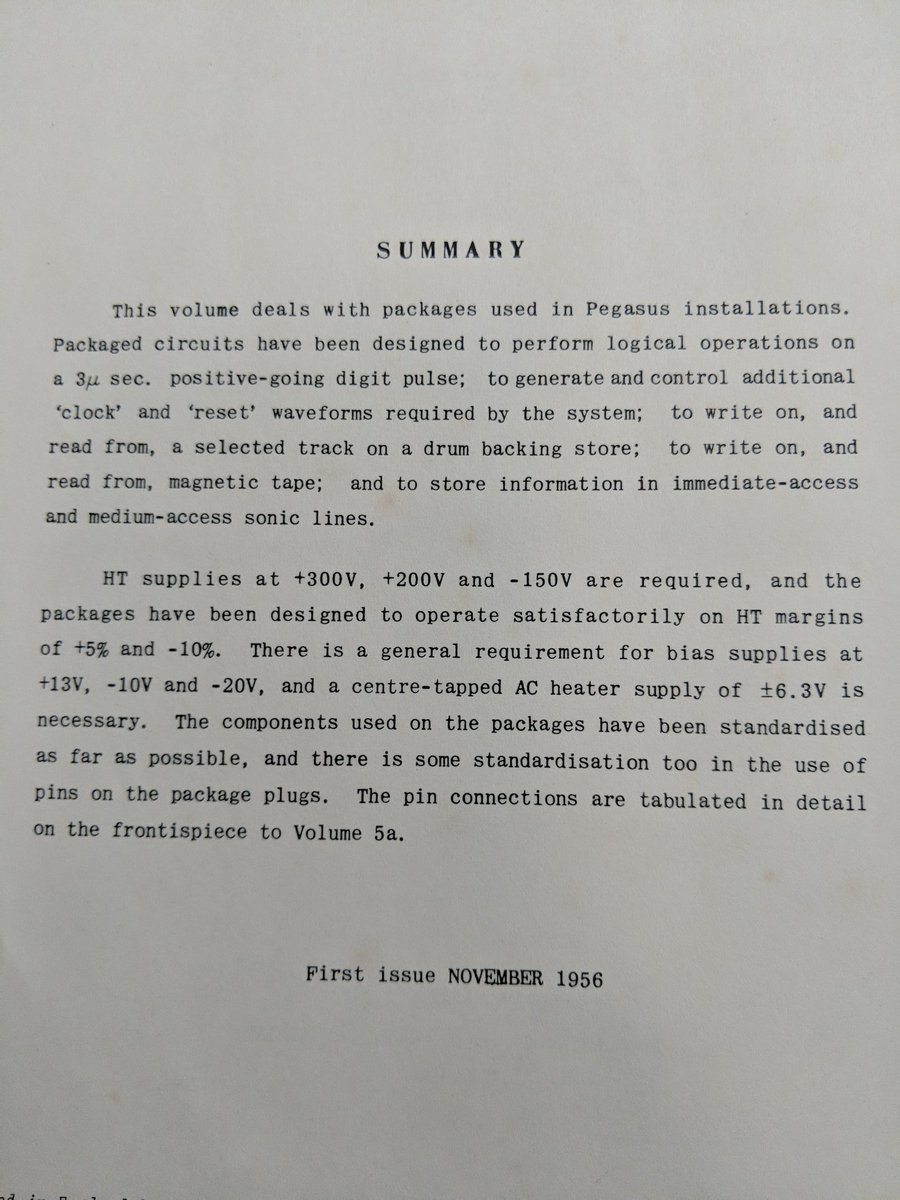 SUMMARY
This volume deals with packages used in Pegasus installations.
Packaged circuits have been designed to perform logical operations on
a 3μ sec. positive-going digit pulse; to generate and control additional
‘clock’ and ‘reset’ waveforms required by the system; to write on, and
read from, a selected track on a drum backing store; to write on, and
read from, magnetic tape; and to store information in immediate-access
and medium-access sonic lines.
HT supplies at +300V, +200V and -150V are required, and the
packages have been designed to operate satisfactorily on HT margins
of +5% and -10%. There is a general requirement for bias supplies at
+13V, -10V and -20V, and a centre-tapped AC heater supply of ±6.3V is
necessary. The components used on the packages have been standardised
as far as possible, and there is some standardisation too in the use of
pins on the package plugs. The pin connections are tabulated in detail
on the frontispiece to Volume 5a.
First issue NOVEMBER 1956